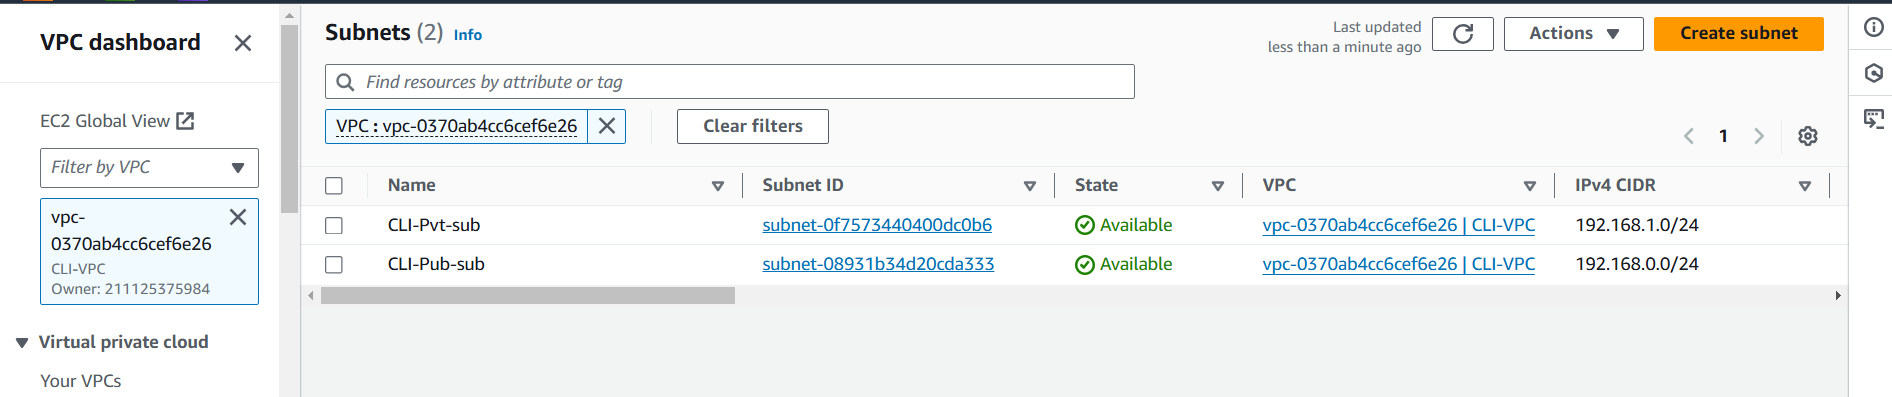 VPC dashboard
EC2 Global View
Filter by VPC
vpc-
0370ab4cc6cef6e26
CLI-VPC
Owner: 211125375984
Virtual private cloud
Your VPCs
Subnets (2) Info
Last updated
less than a minute ago
Actions
Create subnet
Find resources by attribute or tag
VPC : vpc-0370ab4cc6cef6e26
Clear filters
1
Name Subnet ID State VPC IPv4 CIDR
CLI-Pvt-sub subnet-0f7573440400dc0b6 Available vpc-0370ab4cc6cef6e26 | CLI-VPC 192.168.1.0/24
CLI-Pub-sub subnet-08931b34d20cda333 Available vpc-0370ab4cc6cef6e26 | CLI-VPC 192.168.0.0/24